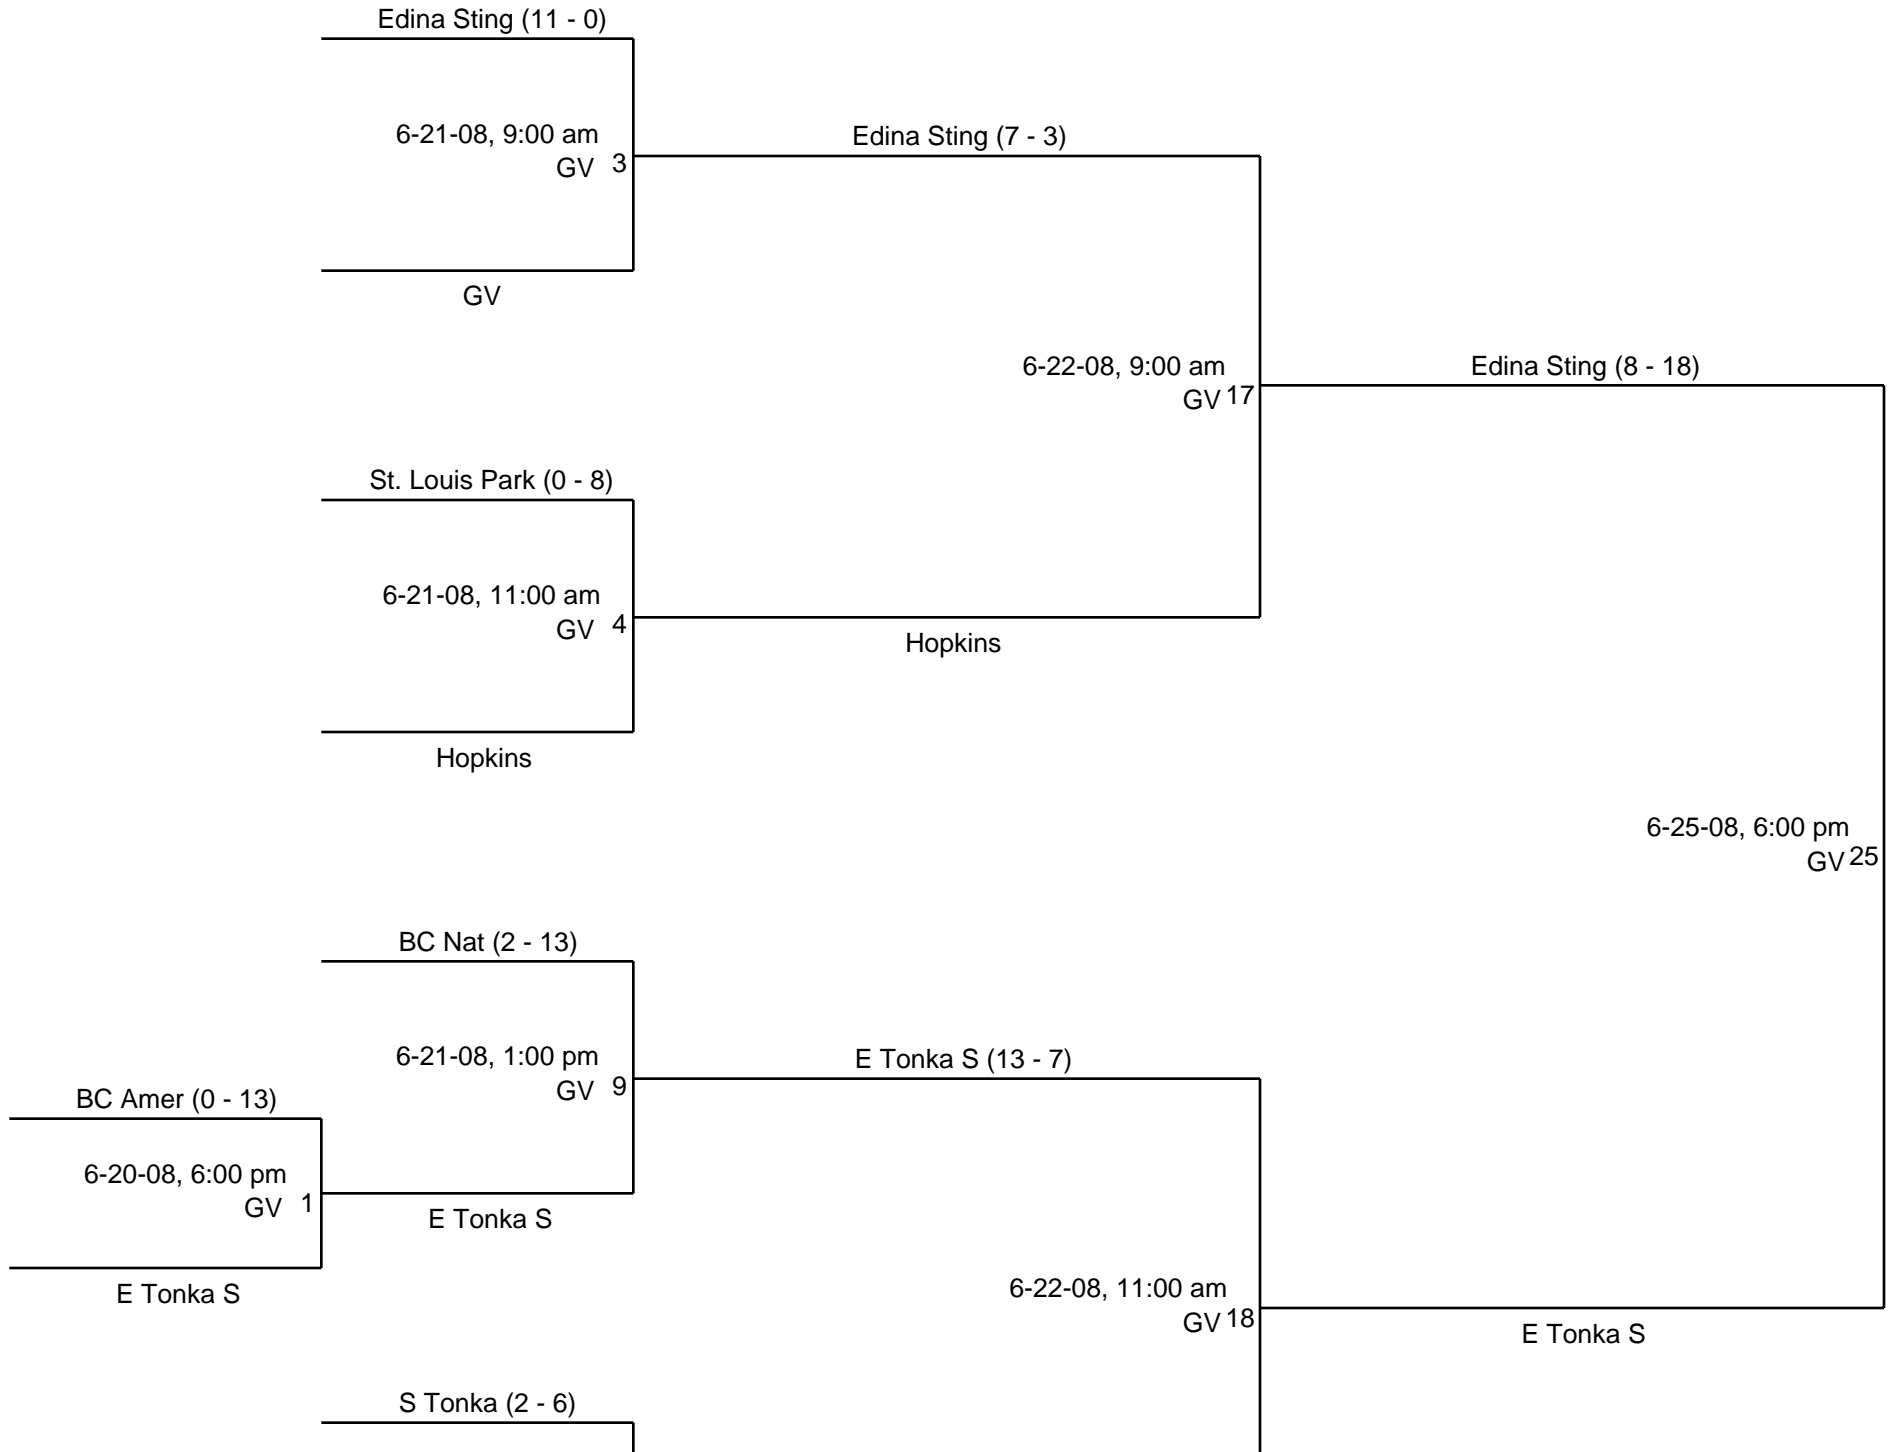 Edina Sting (11 - 0)
6-21-08, 9:00 am
GV 3
Edina Sting (7 - 3)
GV
6-22-08, 9:00 am
GV 17
Edina Sting (8 - 18)
St. Louis Park (0 - 8)
6-21-08, 11:00 am
GV 4
Hopkins
Hopkins
6-25-08, 6:00 pm
GV 25
BC Nat (2 - 13)
6-21-08, 1:00 pm
GV 9
E Tonka S (13 - 7)
BC Amer (0 - 13)
6-20-08, 6:00 pm
GV 1
E Tonka S
E Tonka S
6-22-08, 11:00 am
GV 18
E Tonka S
S Tonka (2 - 6)